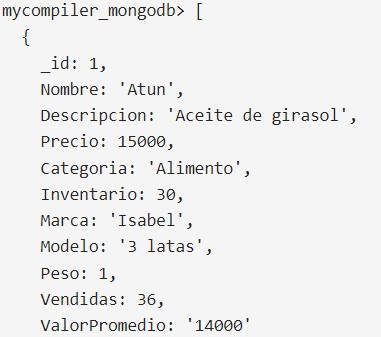 mycompiler_mongodb> [
  {
    _id: 1,
    Nombre: 'Atun',
    Descripcion: 'Aceite de girasol',
    Precio: 15000,
    Categoria: 'Alimento',
    Inventario: 30,
    Marca: 'Isabel',
    Modelo: '3 latas',
    Peso: 1,
    Vendidas: 36,
    ValorPromedio: '14000'